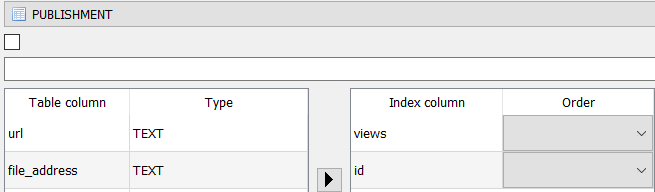 PUBLISHMENT
Table column Type Index column Order
url TEXT views
file_address TEXT id